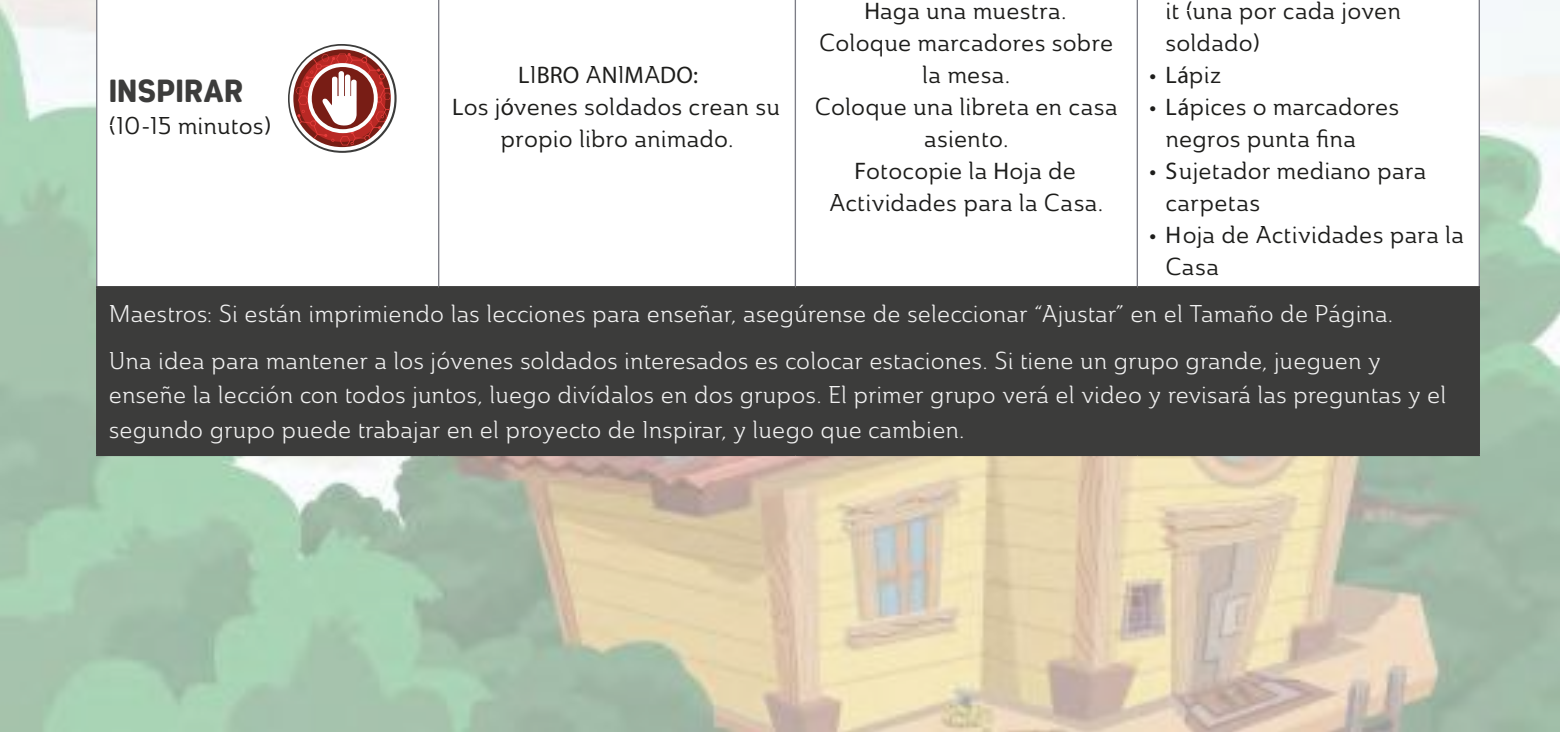 INSPIRAR
(10-15 minutos)
LIBRO ANIMADO:
Los jóvenes soldados crean su
propio libro animado.
Haga una muestra.
Coloque marcadores sobre
la mesa.
Coloque una libreta en casa
asiento.
Fotocopie la Hoja de
Actividades para la Casa.
it (una por cada joven
soldado)
• Lápiz
• Lápices o marcadores
negros punta fina
• Sujetador mediano para
carpetas
• Hoja de Actividades para la
Casa
Maestros: Si están imprimiendo las lecciones para enseñar, asegúrense de seleccionar “Ajustar” en el Tamaño de Página.
Una idea para mantener a los jóvenes soldados interesados es colocar estaciones. Si tiene un grupo grande, jueguen y
enseñe la lección con todos juntos, luego divídalos en dos grupos. El primer grupo verá el video y revisará las preguntas y el
segundo grupo puede trabajar en el proyecto de Inspirar, y luego que cambien.